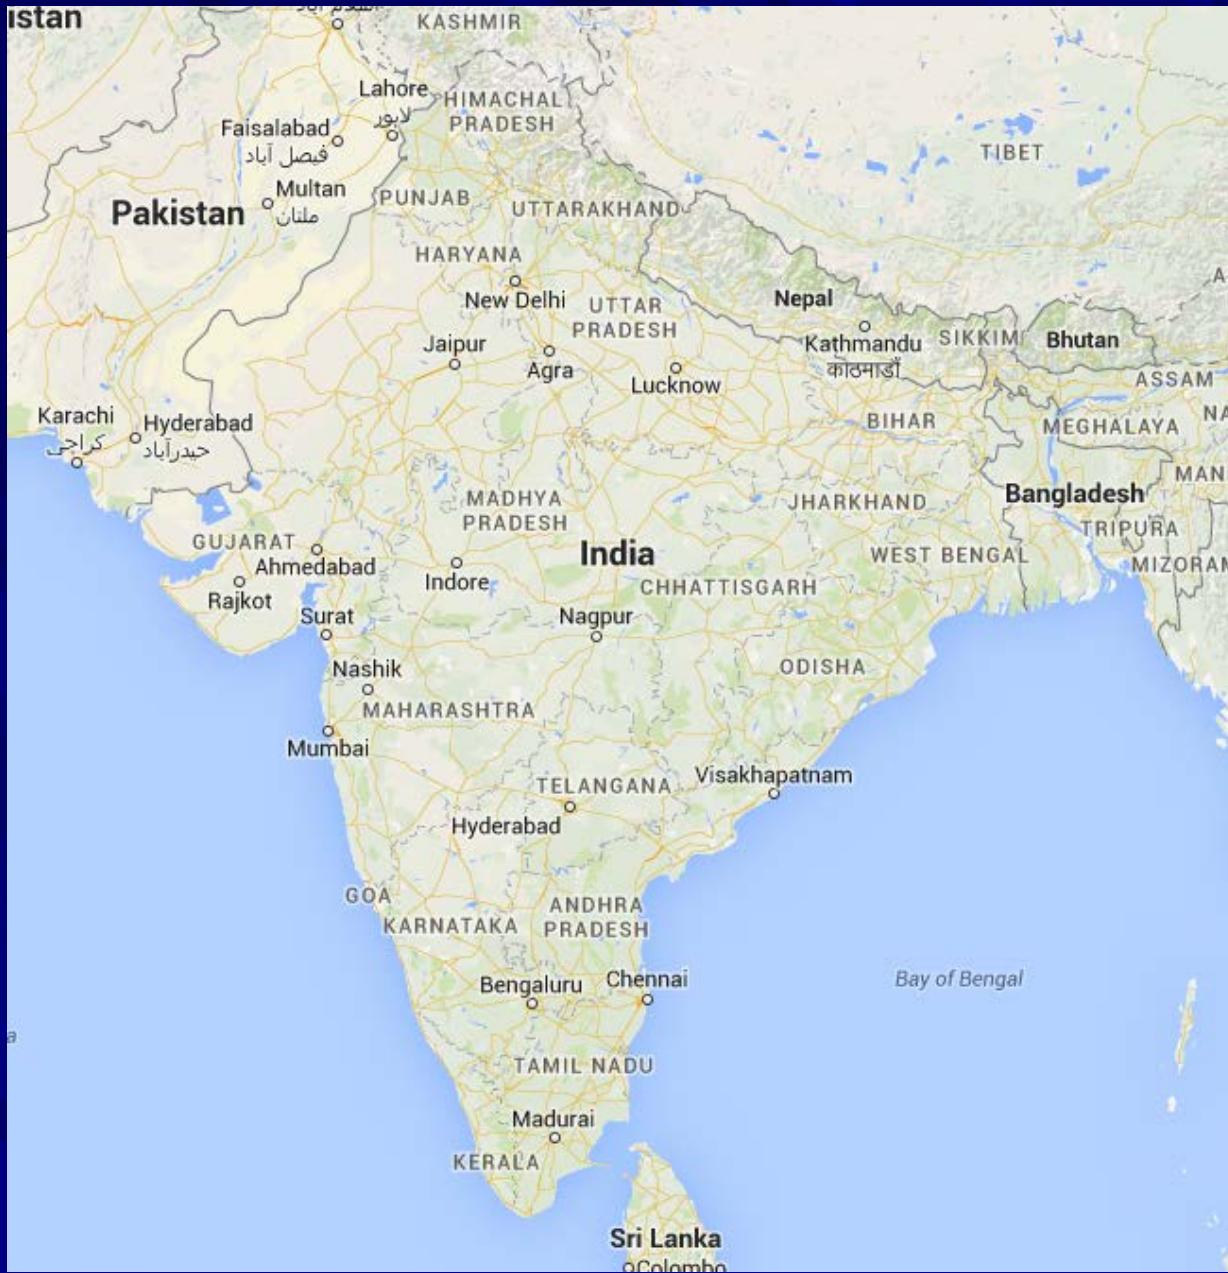 istan
KASHMIR
Lahore
لاہور
HIMACHAL
PRADESH
Faisalabad
فیصل آباد
TIBET
Multan
ملتان
Pakistan
PUNJAB
UTTARAKHAND
HARYANA
New Delhi
UTTAR
PRADESH
Nepal
Kathmandu
काठमाडौँ
SIKKIM
Bhutan
Jaipur
Agra
Lucknow
ASSAM
Karachi
کراچی
Hyderabad
حیدرآباد
BIHAR
MEGHALAYA
NA
MAN
MADHYA
PRADESH
JHARKHAND
Bangladesh
TRIPURA
GUJARAT
Ahmedabad
India
WEST BENGAL
MIZORAM
Indore
CHHATTISGARH
Rajkot
Surat
Nagpur
Nashik
ODISHA
MAHARASHTRA
Mumbai
TELANGANA
Visakhapatnam
Hyderabad
GOA
KARNATAKA
ANDHRA
PRADESH
Bengaluru
Chennai
Bay of Bengal
a
TAMIL NADU
Madurai
KERALA
Sri Lanka
Colombo